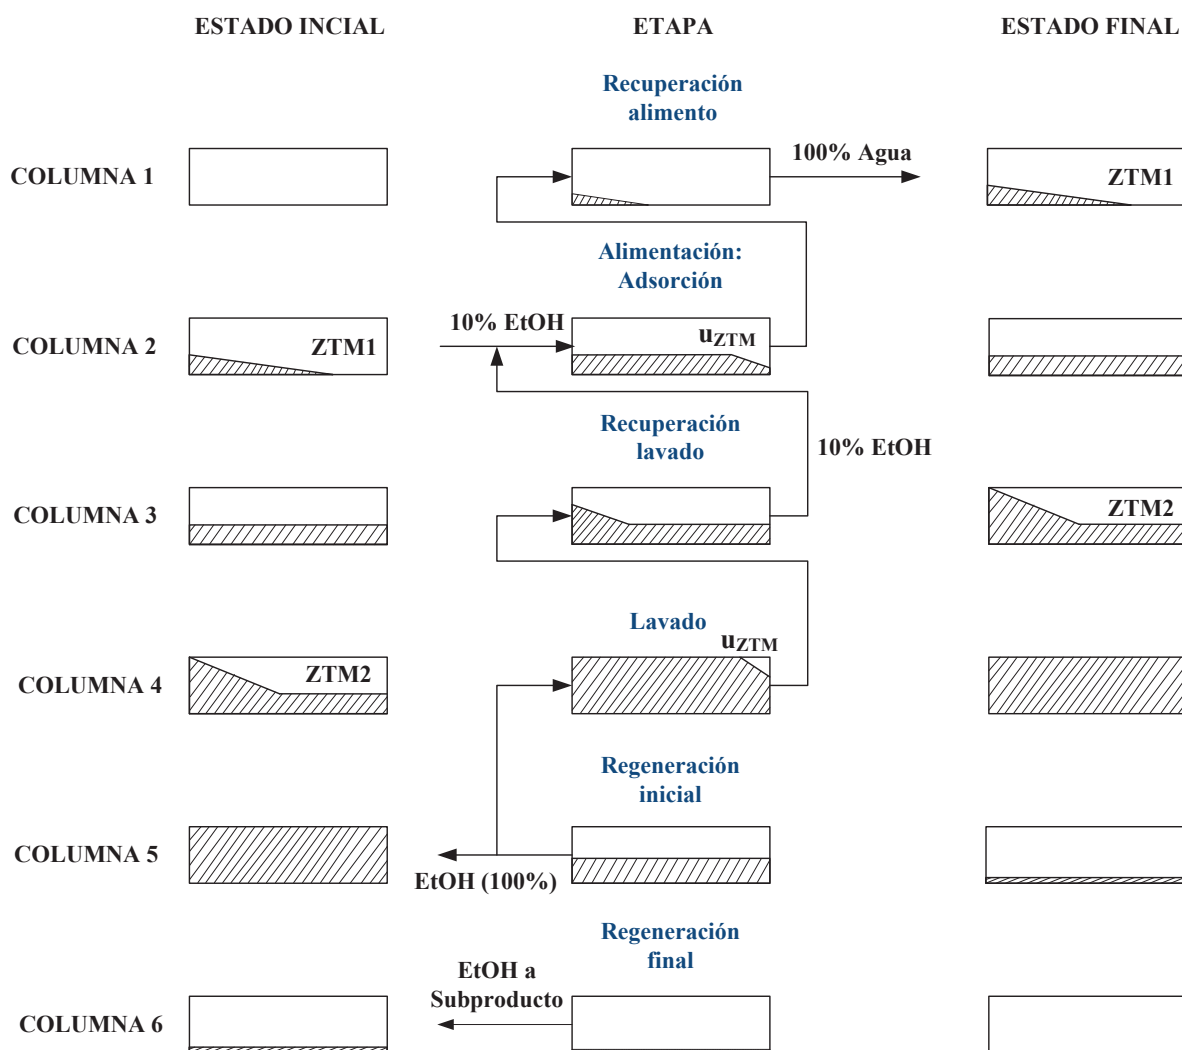 ESTADO INCIAL
ETAPA
ESTADO FINAL
Recuperación
alimento
COLUMNA 1
100% Agua
ZTM1
Alimentación:
Adsorción
COLUMNA 2
ZTM1
10% EtOH
uZTM
Recuperación
lavado
10% EtOH
COLUMNA 3
ZTM2
Lavado
COLUMNA 4
ZTM2
uZTM
Regeneración
inicial
COLUMNA 5
EtOH (100%)
Regeneración
final
EtOH a
Subproducto
COLUMNA 6